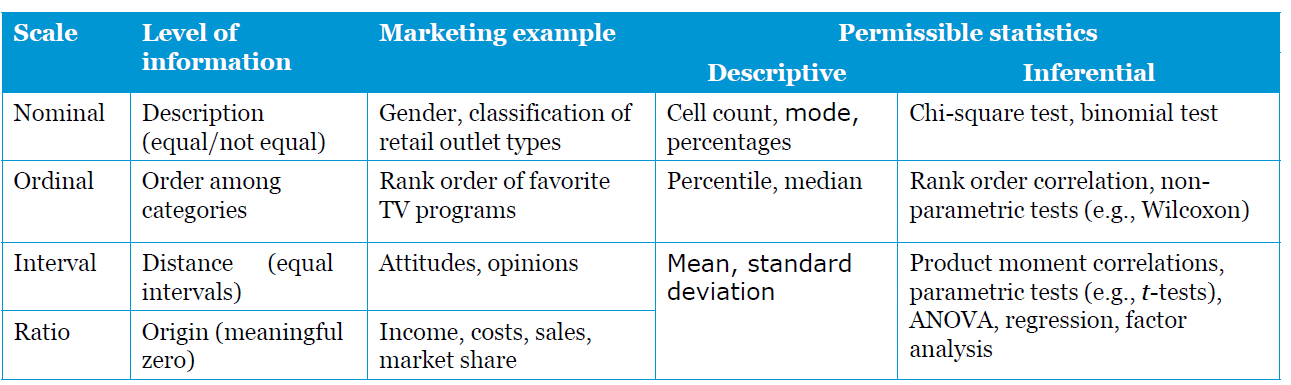 Scale
Level of
information
Marketing example
Permissible statistics
Descriptive
Inferential
Nominal
Description
(equal/not equal)
Gender, classification of
retail outlet types
Cell count, mode,
percentages
Chi-square test, binomial test
Ordinal
Order among
categories
Rank order of favorite
TV programs
Percentile, median
Rank order correlation, non-
parametric tests (e.g., Wilcoxon)
Interval
Distance (equal
intervals)
Attitudes, opinions
Mean, standard
deviation
Product moment correlations,
parametric tests (e.g., t-tests),
ANOVA, regression, factor
analysis
Ratio
Origin (meaningful
zero)
Income, costs, sales,
market share